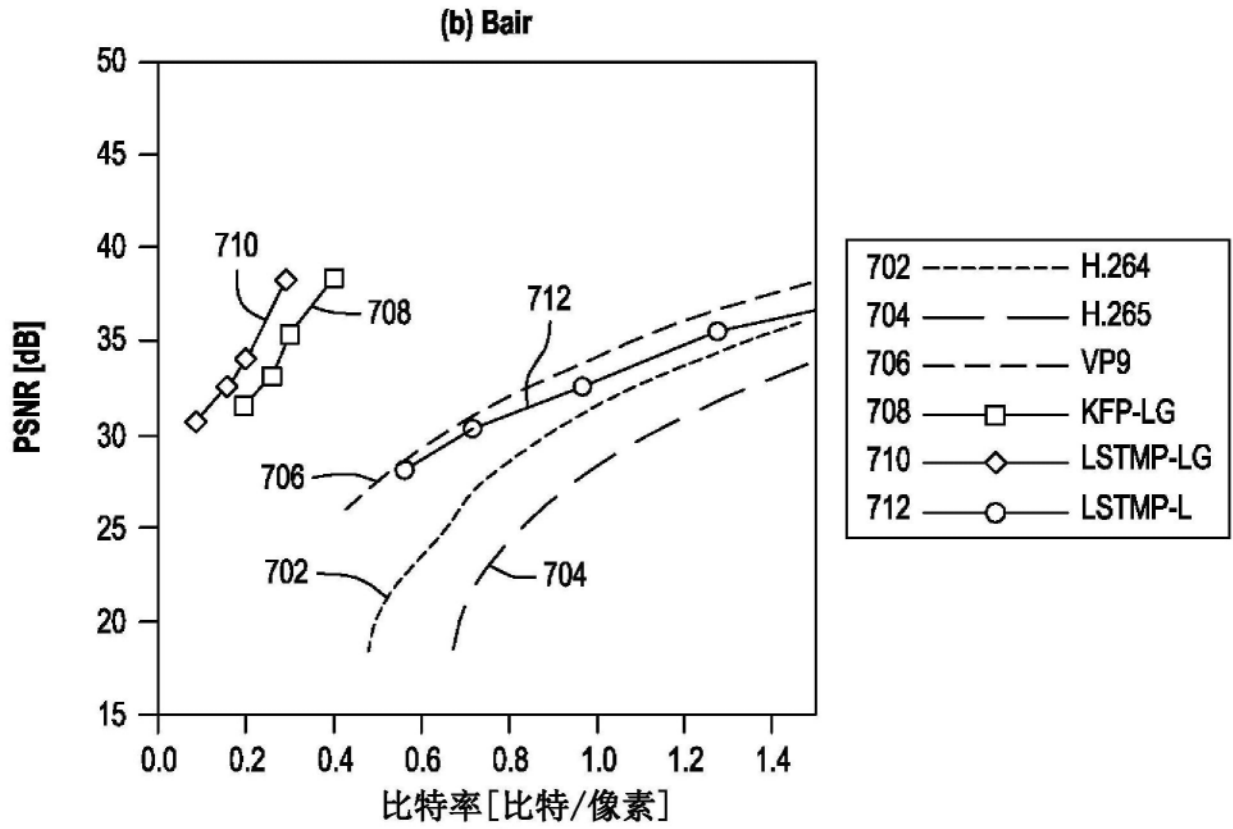 (b) Bair
PSNR [dB]
50
45
40
35
30
25
20
15
710
708
712
706
702
704
0.0 0.2 0.4 0.6 0.8 1.0 1.2 1.4
比特率[比特/像素]
702 H.264
704 H.265
706 VP9
708 KFP-LG
710 LSTMP-LG
712 LSTMP-L